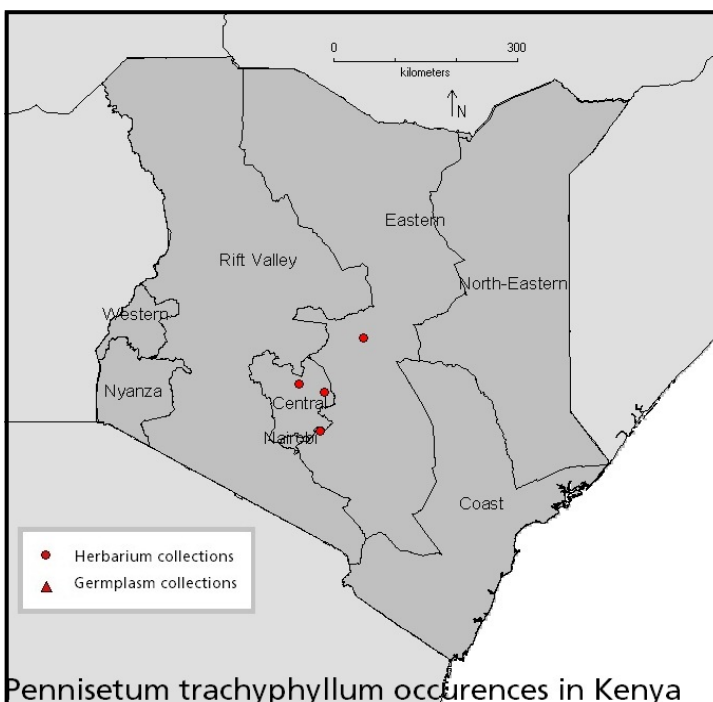 0 300
kilometers
N
Eastern
Rift Valley
North-Eastern
Western
Nyanza
Central
Nairobi
Coast
Herbarium collections
Germplasm collections
Pennisetum trachyphyllum occurences in Kenya